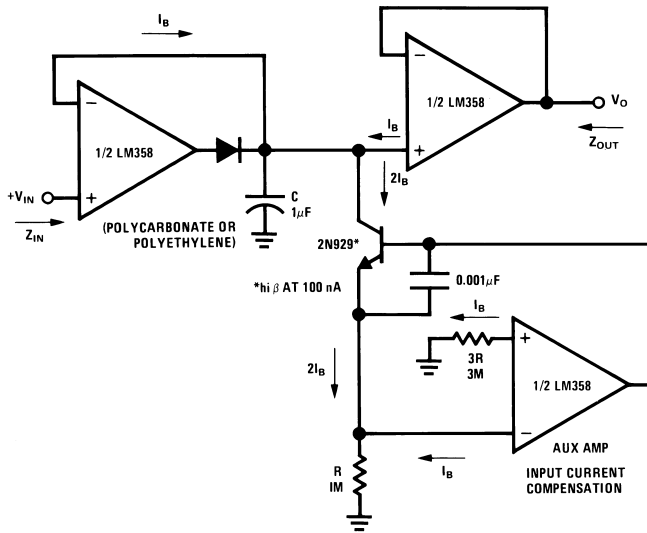 I_B
−
1/2 LM358
+
+V_IN
Z_IN
C
1μF
(POLYCARBONATE OR
POLYETHYLENE)
−
1/2 LM358
+
I_B
V_O
Z_OUT
2I_B
2N929*
*hi β AT 100 nA
0.001μF
I_B
3R
3M
+
1/2 LM358
−
2I_B
I_B
R
IM
AUX AMP
INPUT CURRENT
COMPENSATION